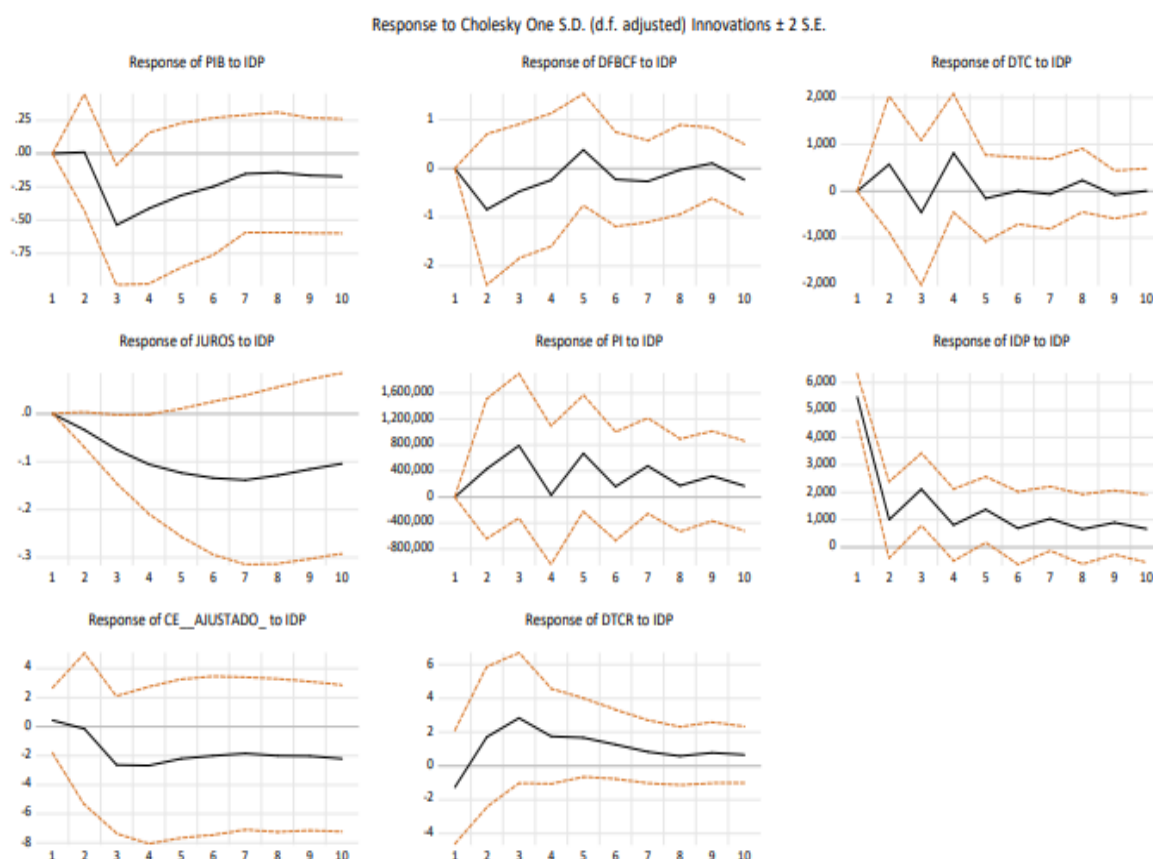 Response to Cholesky One S.D. (d.f. adjusted) Innovations ± 2 S.E.
Response of PIB to IDP
.25
.00
-.25
-.50
-.75
1 2 3 4 5 6 7 8 9 10
Response of DFBCF to IDP
1
0
-1
-2
1 2 3 4 5 6 7 8 9 10
Response of DTC to IDP
2,000
1,000
0
-1,000
-2,000
1 2 3 4 5 6 7 8 9 10
Response of JUROS to IDP
.0
-.1
-.2
-.3
1 2 3 4 5 6 7 8 9 10
Response of PI to IDP
1,600,000
1,200,000
800,000
400,000
0
-400,000
-800,000
1 2 3 4 5 6 7 8 9 10
Response of IDP to IDP
6,000
5,000
4,000
3,000
2,000
1,000
0
1 2 3 4 5 6 7 8 9 10
Response of CE__AJUSTADO_ to IDP
4
2
0
-2
-4
-6
-8
1 2 3 4 5 6 7 8 9 10
Response of DTCR to IDP
6
4
2
0
-2
-4
1 2 3 4 5 6 7 8 9 10